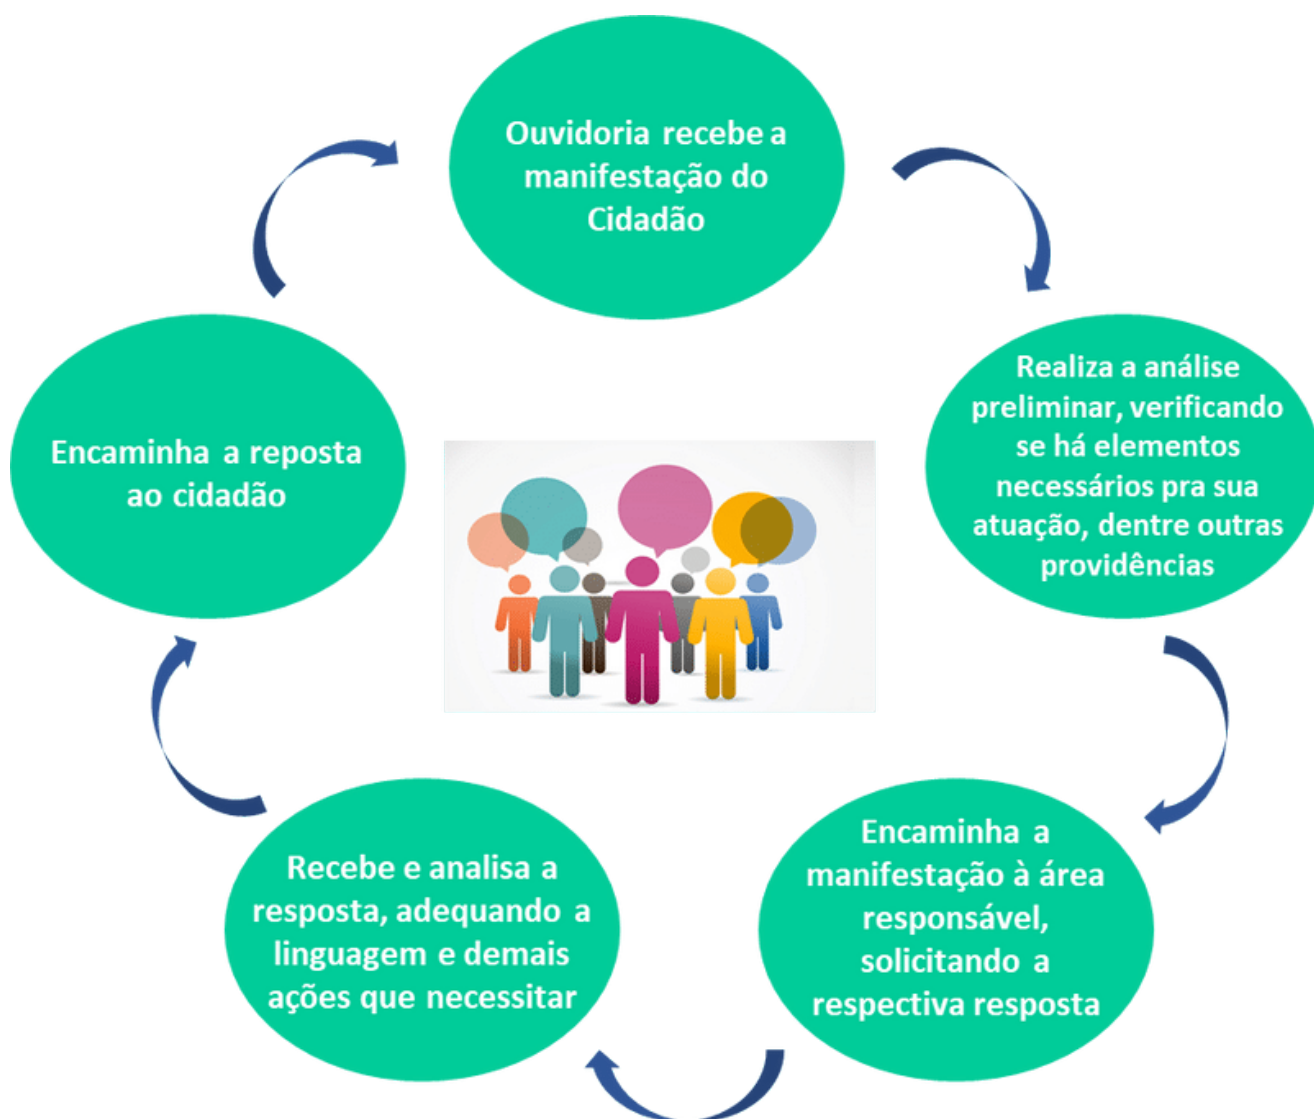 Ouvidoria recebe a
manifestação do
Cidadão
Realiza a análise
preliminar, verificando
se há elementos
necessários pra sua
atuação, dentre outras
providências
Encaminha a
manifestação à área
responsável,
solicitando a
respectiva resposta
Recebe e analisa a
resposta, adequando a
linguagem e demais
ações que necessitar
Encaminha a reposta
ao cidadão